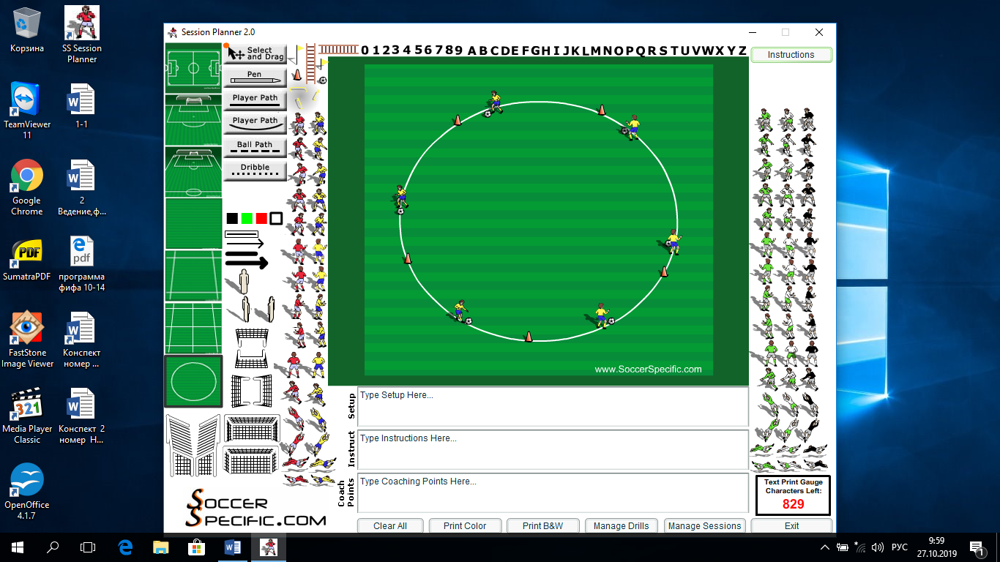 Корзина
SS Session
Planner
TeamViewer
11
1-1
Google
Chrome
2
Ведение,ф...
PDF
SumatraPDF
pdf
программа
фифа 10-14
FastStone
Image Viewer
Конспект
номер ...
321
Media Player
Classic
Конспект 2
номер Н...
OpenOffice
4.1.7
Session Planner 2.0
Select
and Drag
Pen
Player Path
Player Path
Ball Path
Dribble
0 1 2 3 4 5 6 7 8 9 A B C D E F G H I J K L M N O P Q R S T U V W X Y Z
Instructions
www.SoccerSpecific.com
Setup
Type Setup Here...
Instruct
Type Instructions Here...
Coach
Points
Type Coaching Points Here...
Text Print Gauge
Characters Left:
829
SOCCER
SPECIFIC.COM
Clear All
Print Color
Print B&W
Manage Drills
Manage Sessions
Exit
РУС
9:59
27.10.2019
1